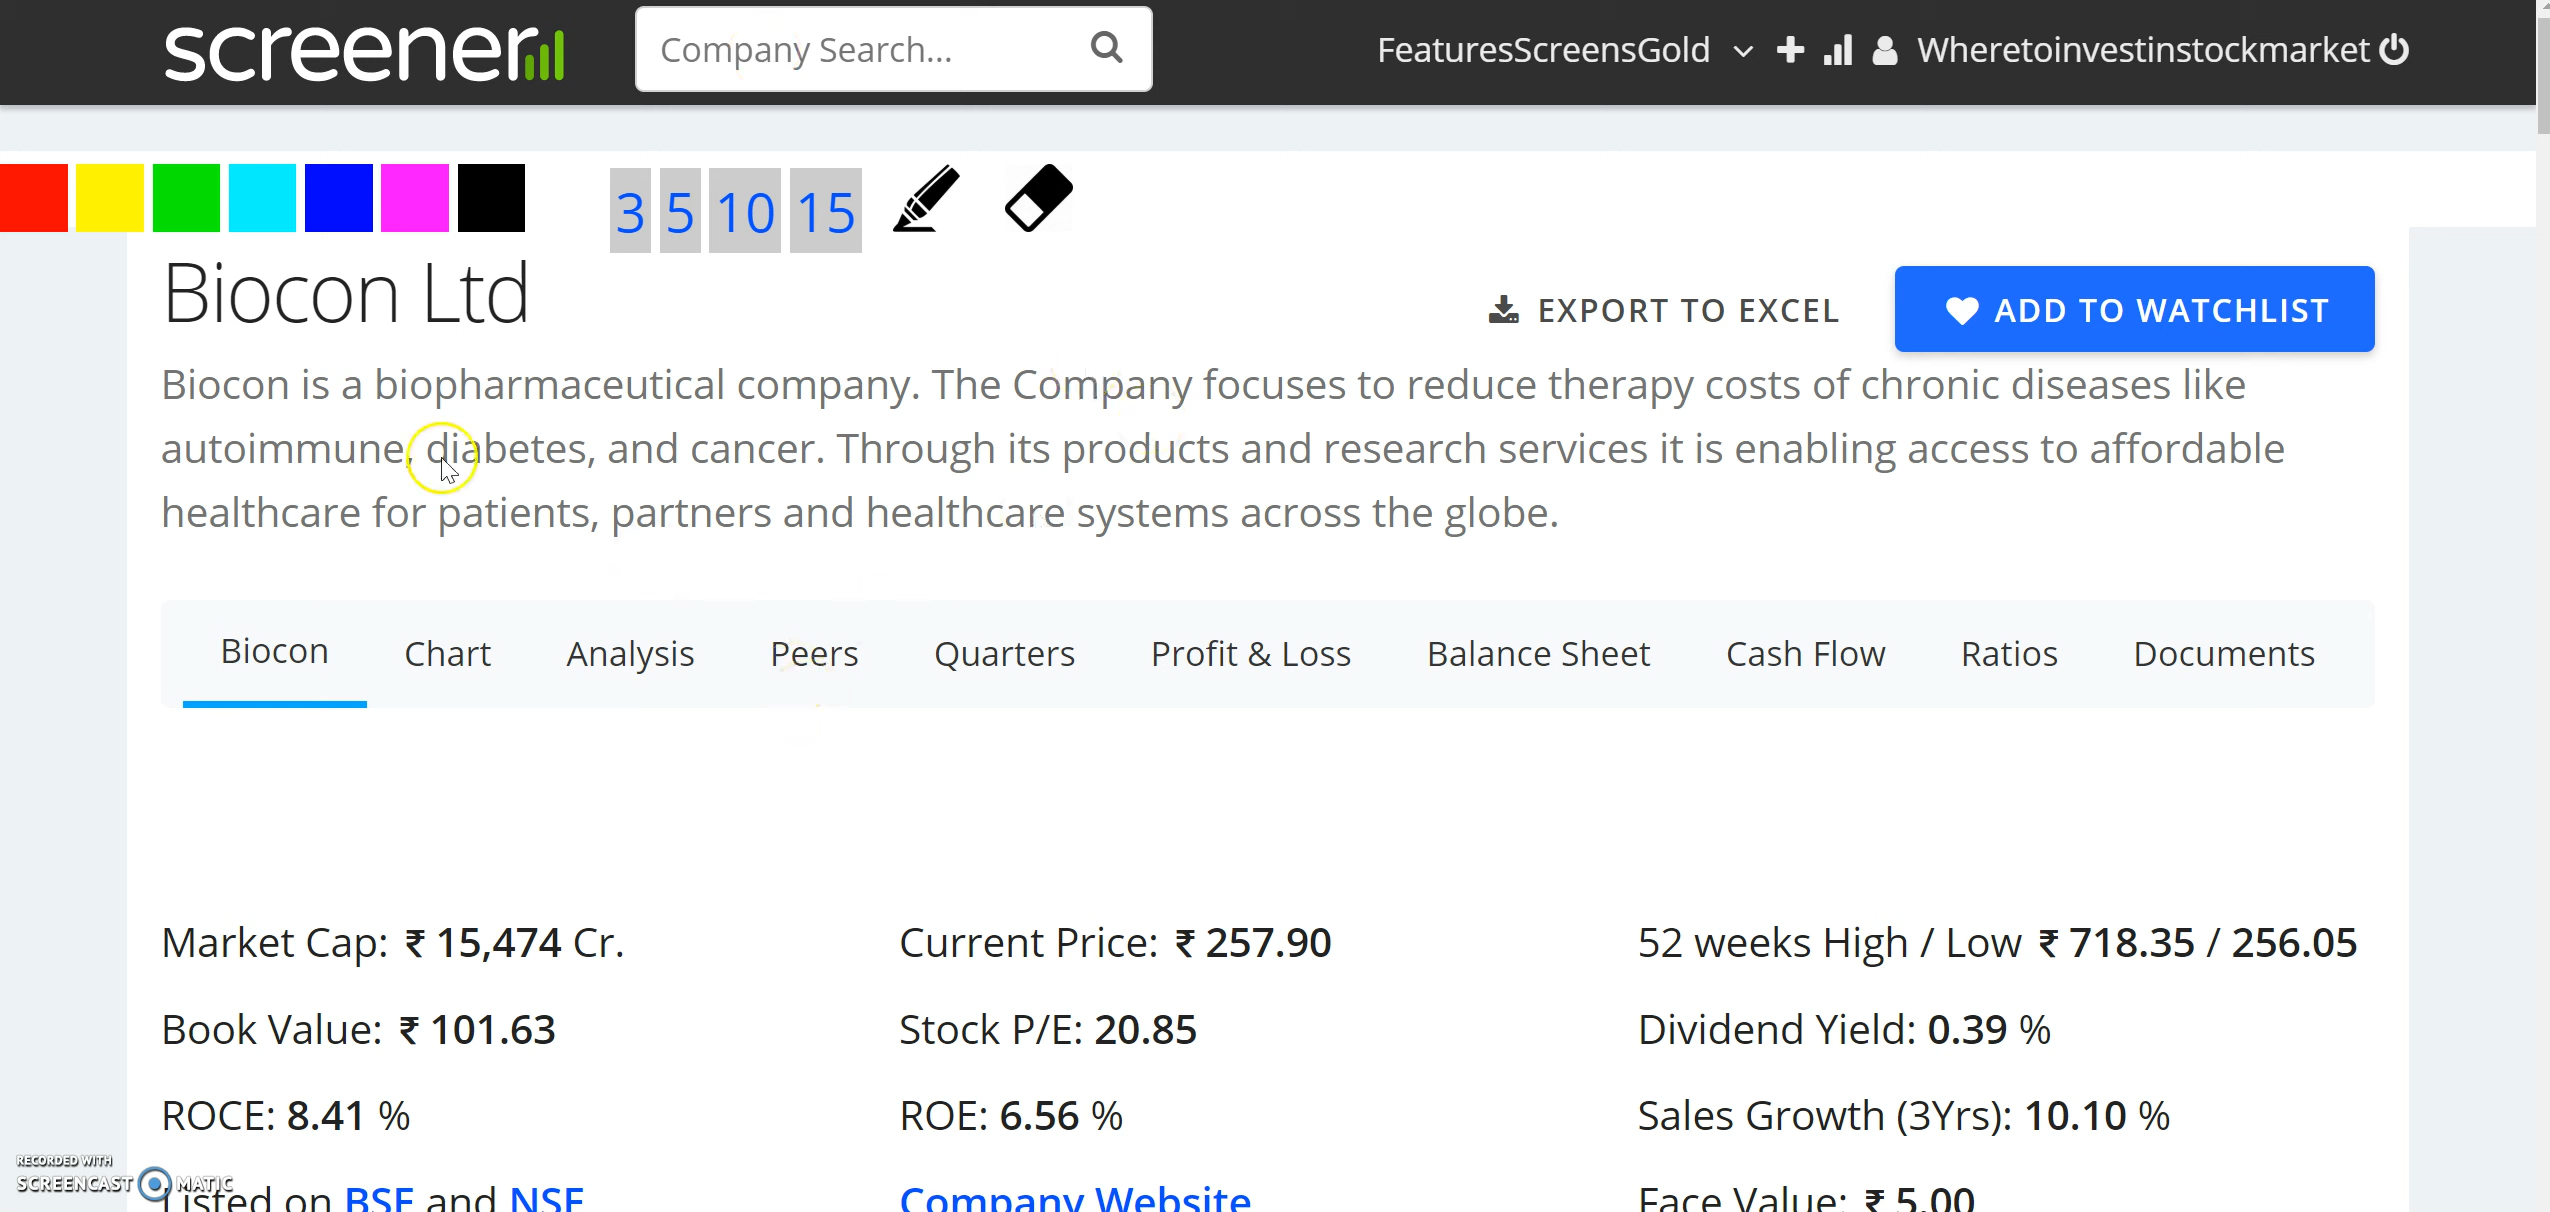 screener
Company Search...
FeaturesScreensGold
Wheretoinvestinstockmarket
3 5 10 15
Biocon Ltd
EXPORT TO EXCEL
ADD TO WATCHLIST
Biocon is a biopharmaceutical company. The Company focuses to reduce therapy costs of chronic diseases like
autoimmune, diabetes, and cancer. Through its products and research services it is enabling access to affordable
healthcare for patients, partners and healthcare systems across the globe.
Biocon Chart Analysis Peers Quarters Profit & Loss Balance Sheet Cash Flow Ratios Documents
Market Cap: ₹ 15,474 Cr.
Current Price: ₹ 257.90
52 weeks High / Low ₹ 718.35 / 256.05
Book Value: ₹ 101.63
Stock P/E: 20.85
Dividend Yield: 0.39 %
ROCE: 8.41 %
ROE: 6.56 %
Sales Growth (3Yrs): 10.10 %
Listed on BSE and NSE
Company Website
Face Value: ₹ 5.00
RECORDED WITH
SCREENCAST MATIC